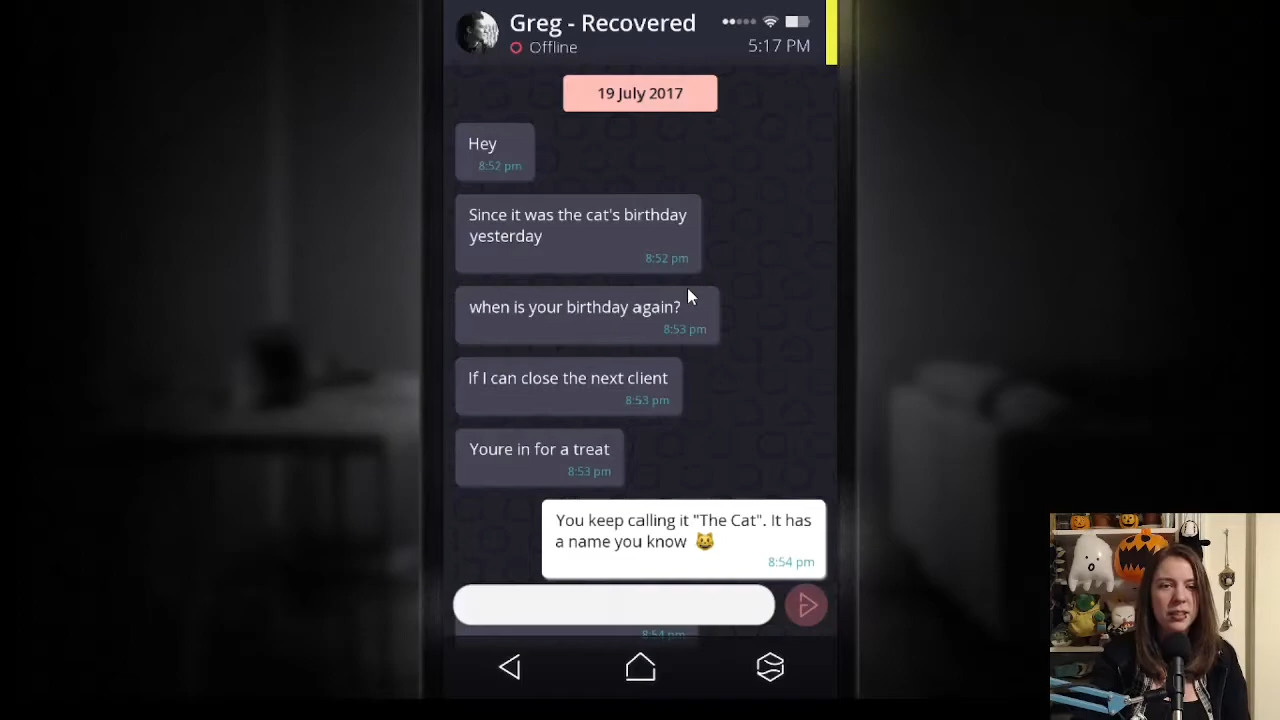 Greg - Recovered
Offline
5:17 PM
19 July 2017
Hey
8:52 pm
Since it was the cat's birthday
yesterday
8:52 pm
when is your birthday again?
8:53 pm
If I can close the next client
8:53 pm
Youre in for a treat
8:53 pm
You keep calling it "The Cat". It has
a name you know 😺
8:54 pm
8:54 pm